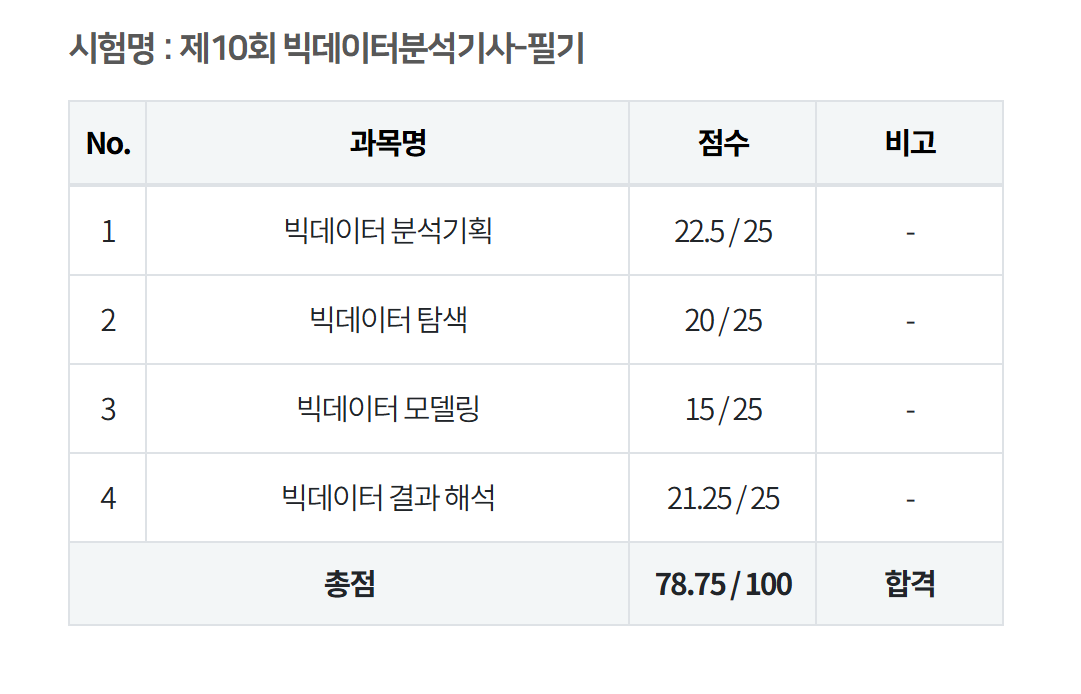 시험명 : 제10회 빅데이터분석기사-필기
No. 과목명 점수 비고
1 빅데이터 분석기획 22.5 / 25 -
2 빅데이터 탐색 20 / 25 -
3 빅데이터 모델링 15 / 25 -
4 빅데이터 결과 해석 21.25 / 25 -
총점 78.75 / 100 합격